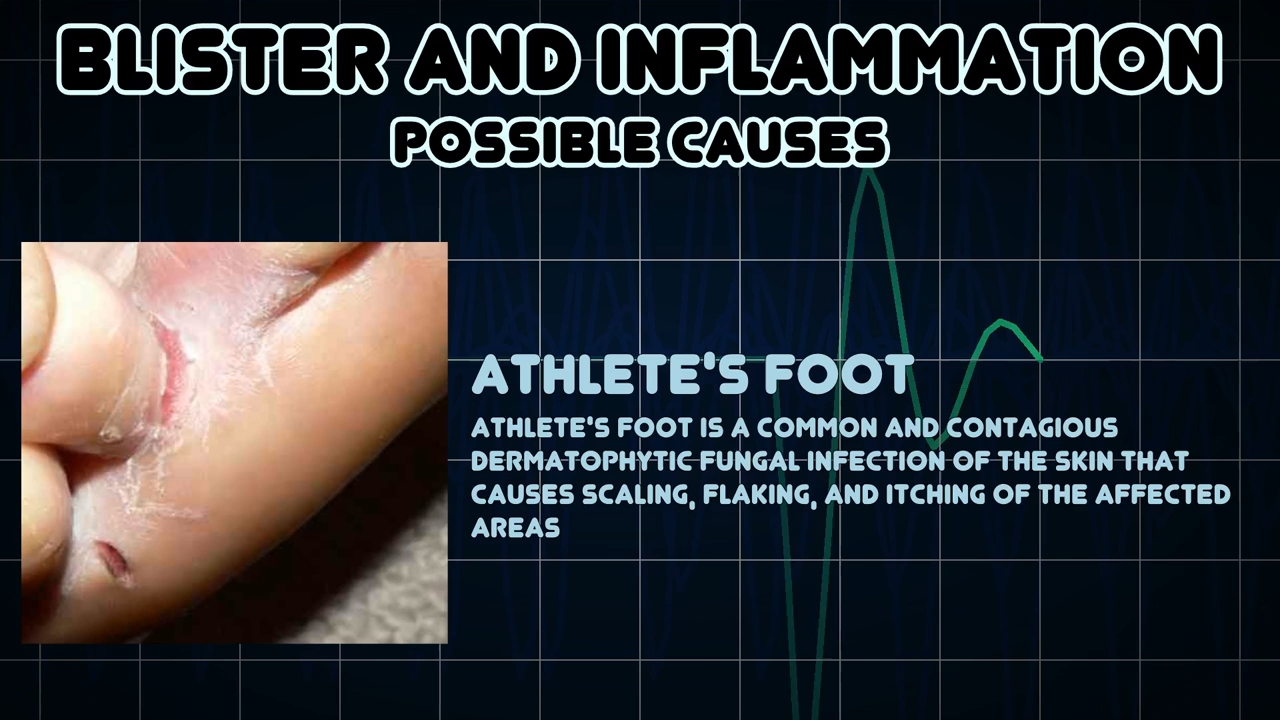 BLISTER AND INFLAMMATION
POSSIBLE CAUSES
ATHLETE'S FOOT
ATHLETE'S FOOT IS A COMMON AND CONTAGIOUS
DERMATOPHYTIC FUNGAL INFECTION OF THE SKIN THAT
CAUSES SCALING, FLAKING, AND ITCHING OF THE AFFECTED
AREAS